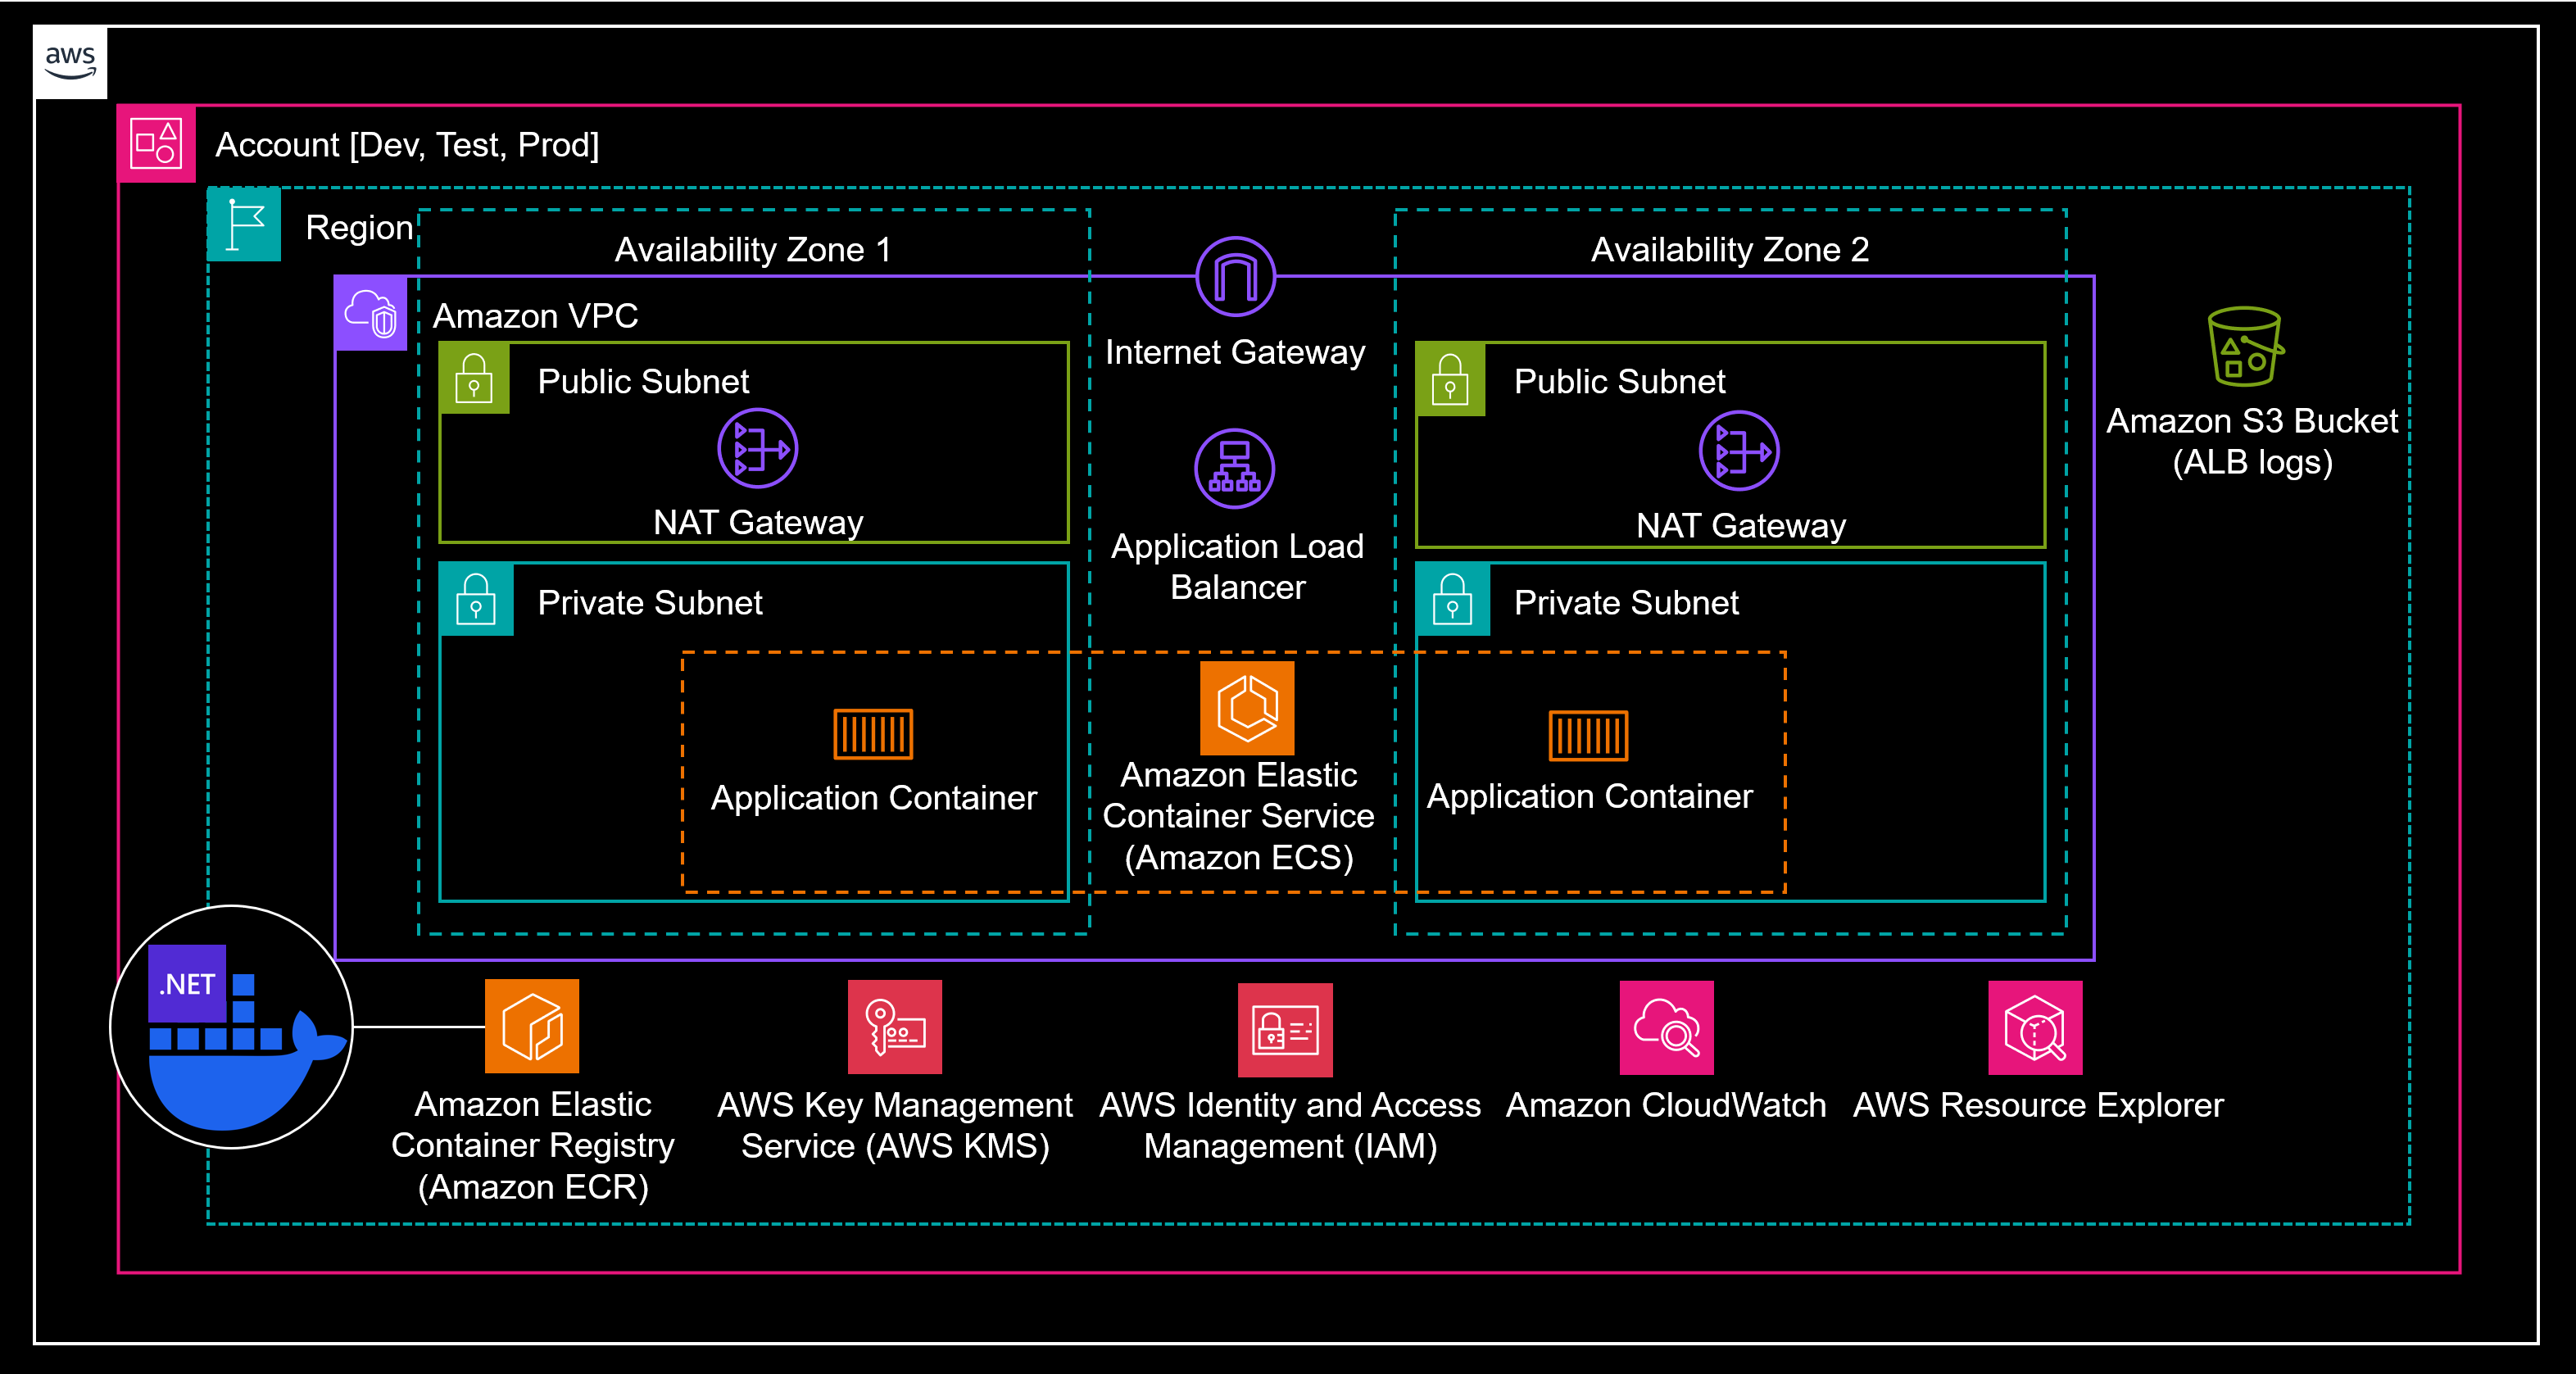 aws
Account [Dev, Test, Prod]
Region
Availability Zone 1
Availability Zone 2
Amazon VPC
Internet Gateway
Public Subnet
NAT Gateway
Public Subnet
NAT Gateway
Amazon S3 Bucket
(ALB logs)
Application Load
Balancer
Private Subnet
Application Container
Amazon Elastic
Container Service
(Amazon ECS)
Private Subnet
Application Container
.NET
Amazon Elastic
Container Registry
(Amazon ECR)
AWS Key Management
Service (AWS KMS)
AWS Identity and Access
Management (IAM)
Amazon CloudWatch
AWS Resource Explorer